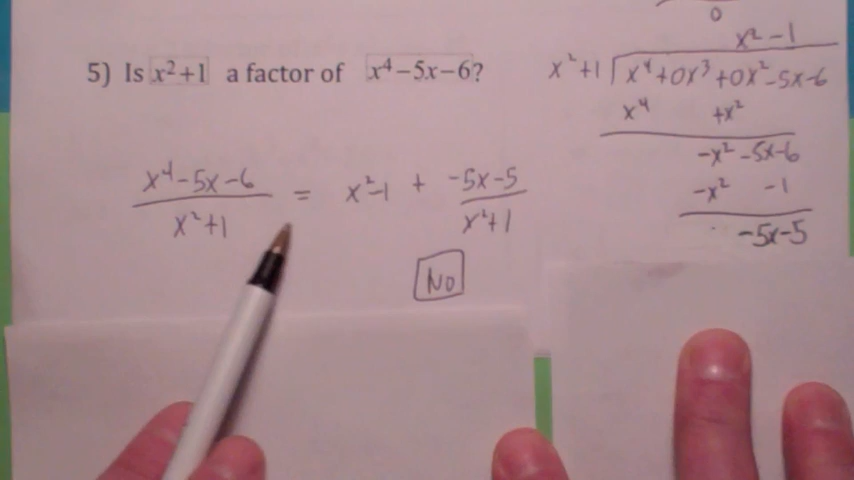 0
x² - 1
5) Is x²+1 a factor of x⁴−5x−6?
x²+1 | x⁴ + 0x³ + 0x² - 5x - 6
x⁴ + x²
-x² - 5x - 6
-x² - 1
-5x - 5
x⁴ - 5x - 6 / x² + 1 = x² - 1 + -5x - 5 / x² + 1
No